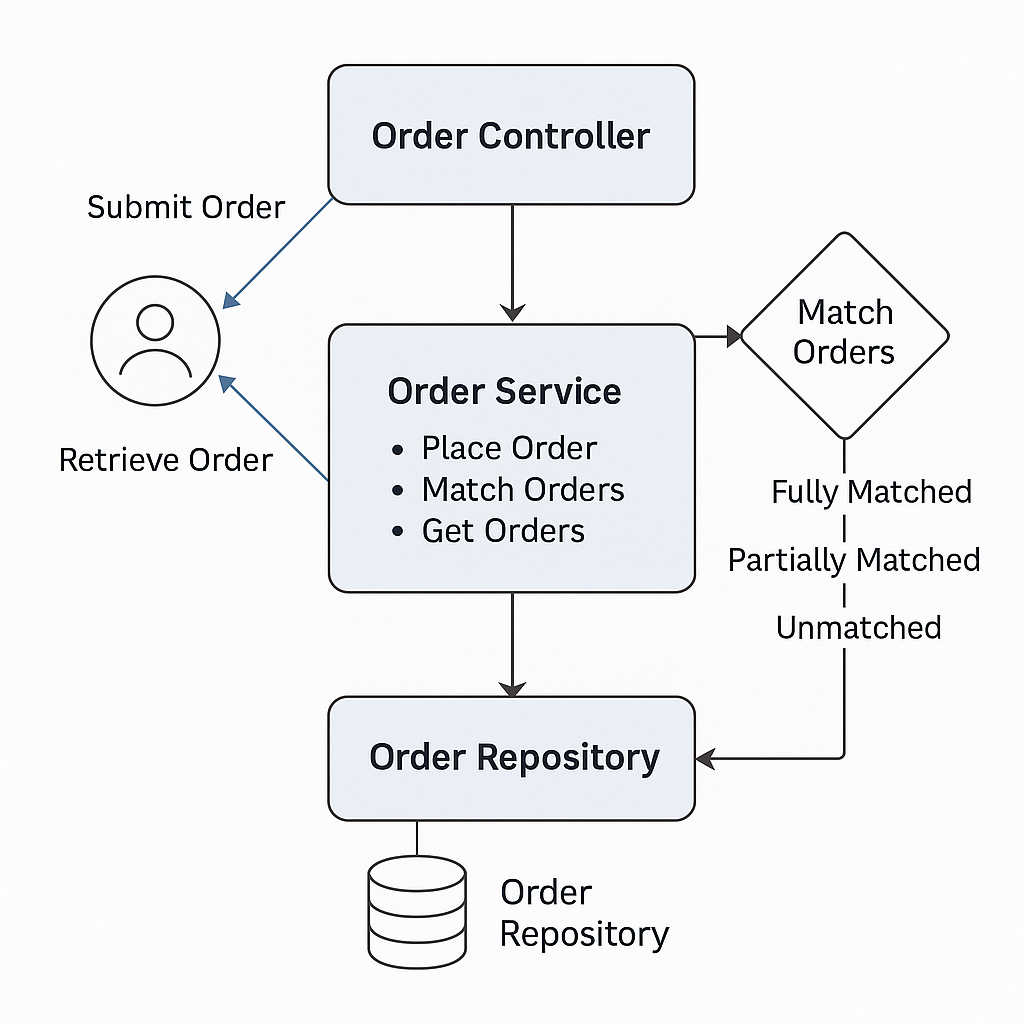 Order Controller
Submit Order
Match
Orders
Order Service
• Place Order
• Match Orders
• Get Orders
Retrieve Order
Fully Matched
Partially Matched
Unmatched
Order Repository
Order
Repository